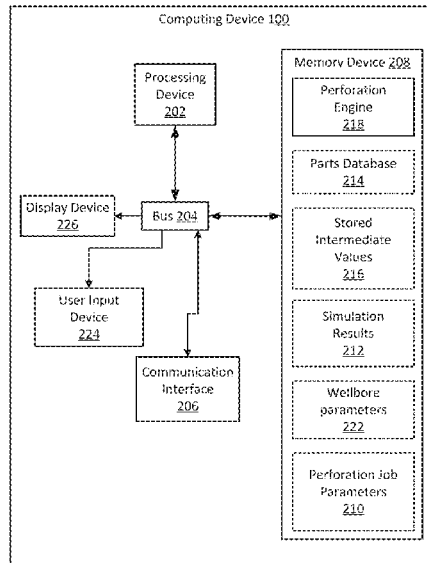 Computing Device 100
Processing
Device
202
Display Device
226
Bus 204
User Input
Device
224
Communication
Interface
206
Memory Device 208
Perforation
Engine
218
Parts Database
214
Stored
Intermediate
Values
216
Simulation
Results
212
Wellbore
parameters
222
Perforation Job
Parameters
210